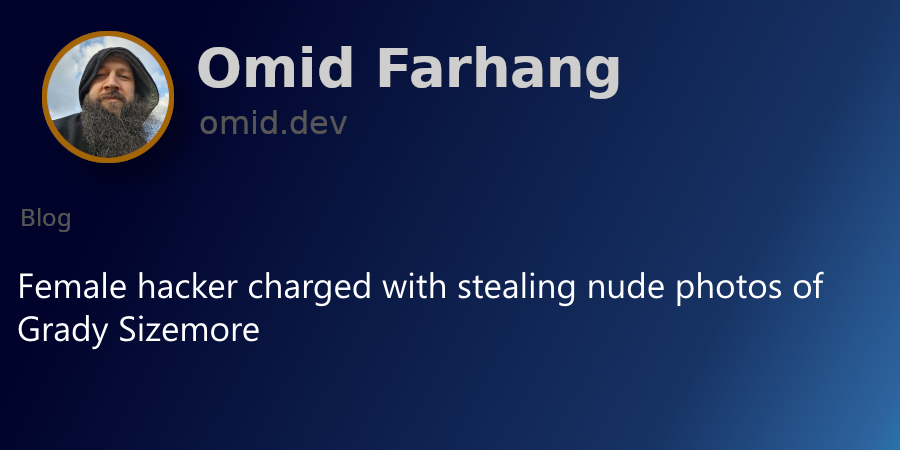 Omid Farhang
omid.dev
Blog
Female hacker charged with stealing nude photos of
Grady Sizemore